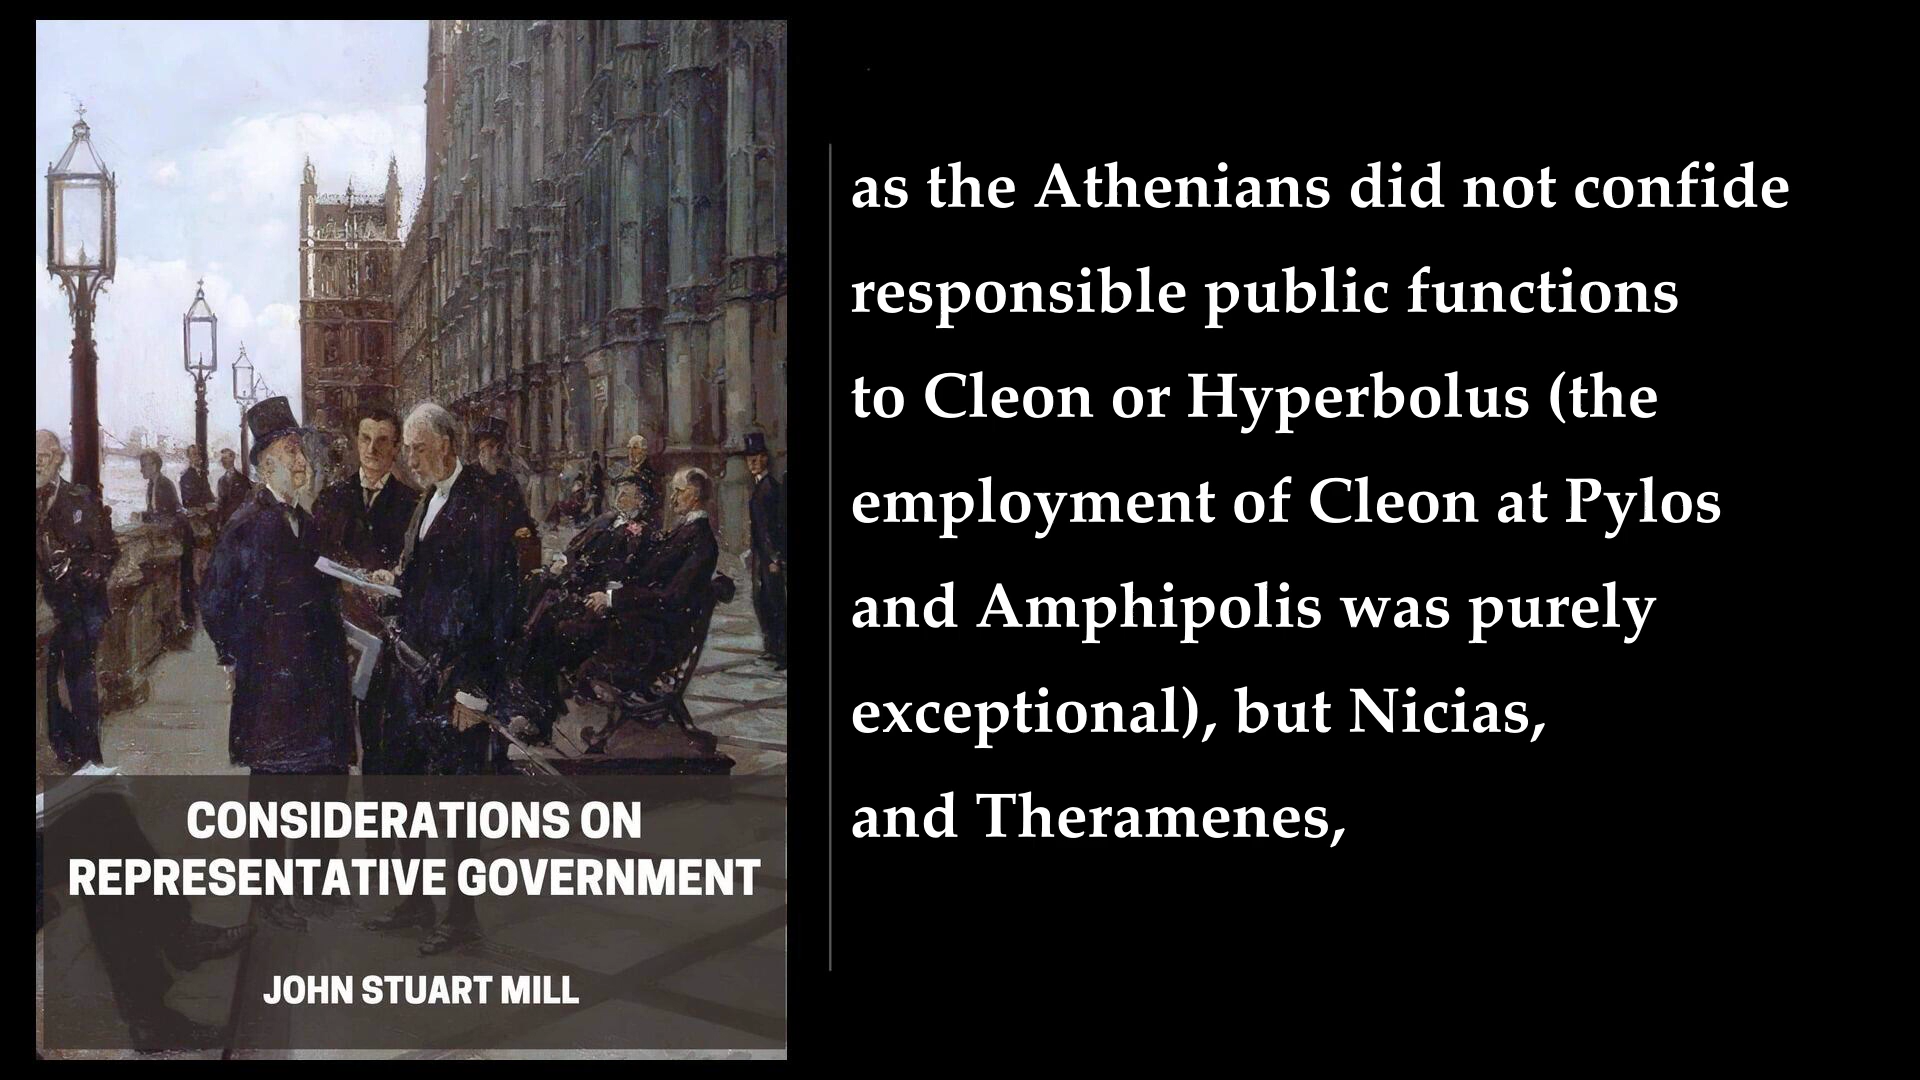 CONSIDERATIONS ON
REPRESENTATIVE GOVERNMENT
JOHN STUART MILL
as the Athenians did not confide
responsible public functions
to Cleon or Hyperbolus (the
employment of Cleon at Pylos
and Amphipolis was purely
exceptional), but Nicias,
and Theramenes,